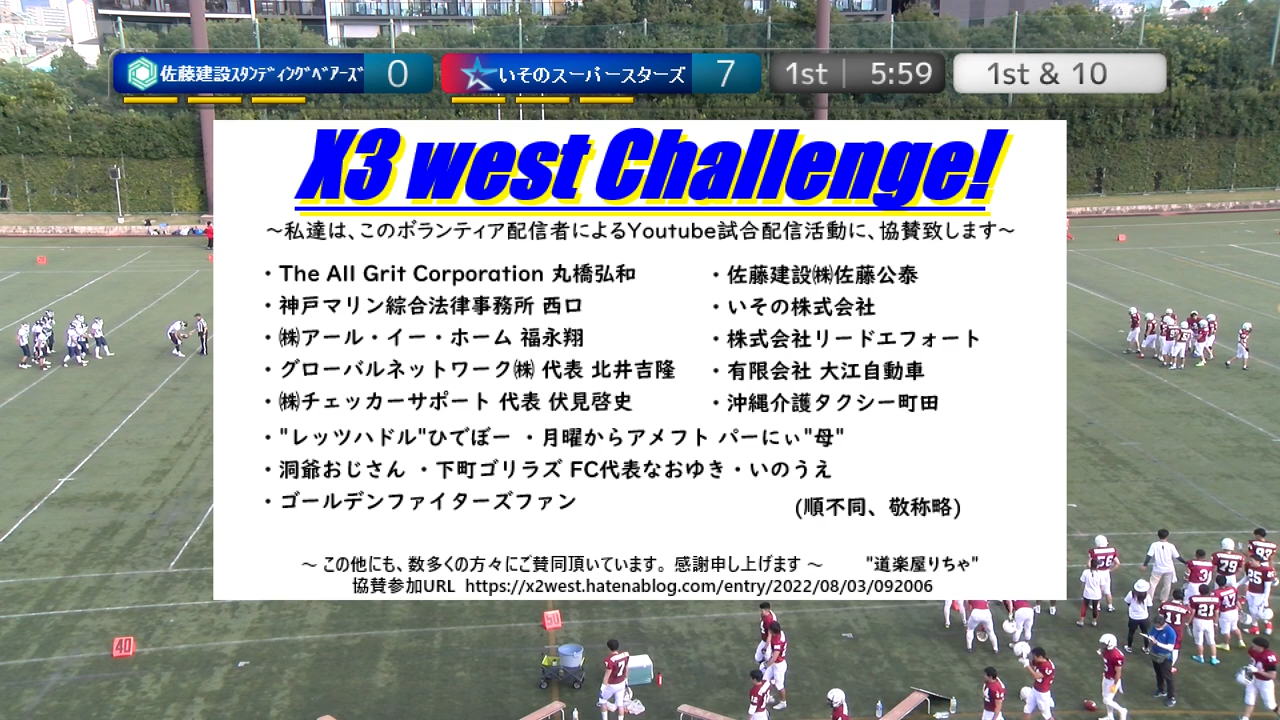 佐藤建設スタンディングベアーズ 0 いそのスーパースターズ 7 1st | 5:59 1st & 10
X3 west Challenge!
～私達は、このボランティア配信者によるYoutube試合配信活動に、協賛致します～
・The All Grit Corporation 丸橋弘和
・神戸マリン綜合法律事務所 西口
・㈱アール・イー・ホーム 福永翔
・グローバルネットワーク㈱ 代表 北井吉隆
・㈱チェッカーサポート 代表 伏見啓史
・佐藤建設㈱佐藤公泰
・いその株式会社
・株式会社リードエフォート
・有限会社 大江自動車
・沖縄介護タクシー町田
・"レッツハドル"ひでぼー ・月曜からアメフト パーにぃ"母"
・洞爺おじさん ・下町ゴリラズ FC代表なおゆき・いのうえ
・ゴールデンファイターズファン
(順不同、敬称略)
～ この他にも、数多くの方々にご賛同頂いています。感謝申し上げます ～ "道楽屋りちゃ"
協賛参加URL https://x2west.hatenablog.com/entry/2022/08/03/092006
50
40
7
56
3
79
93
25
21
47
11